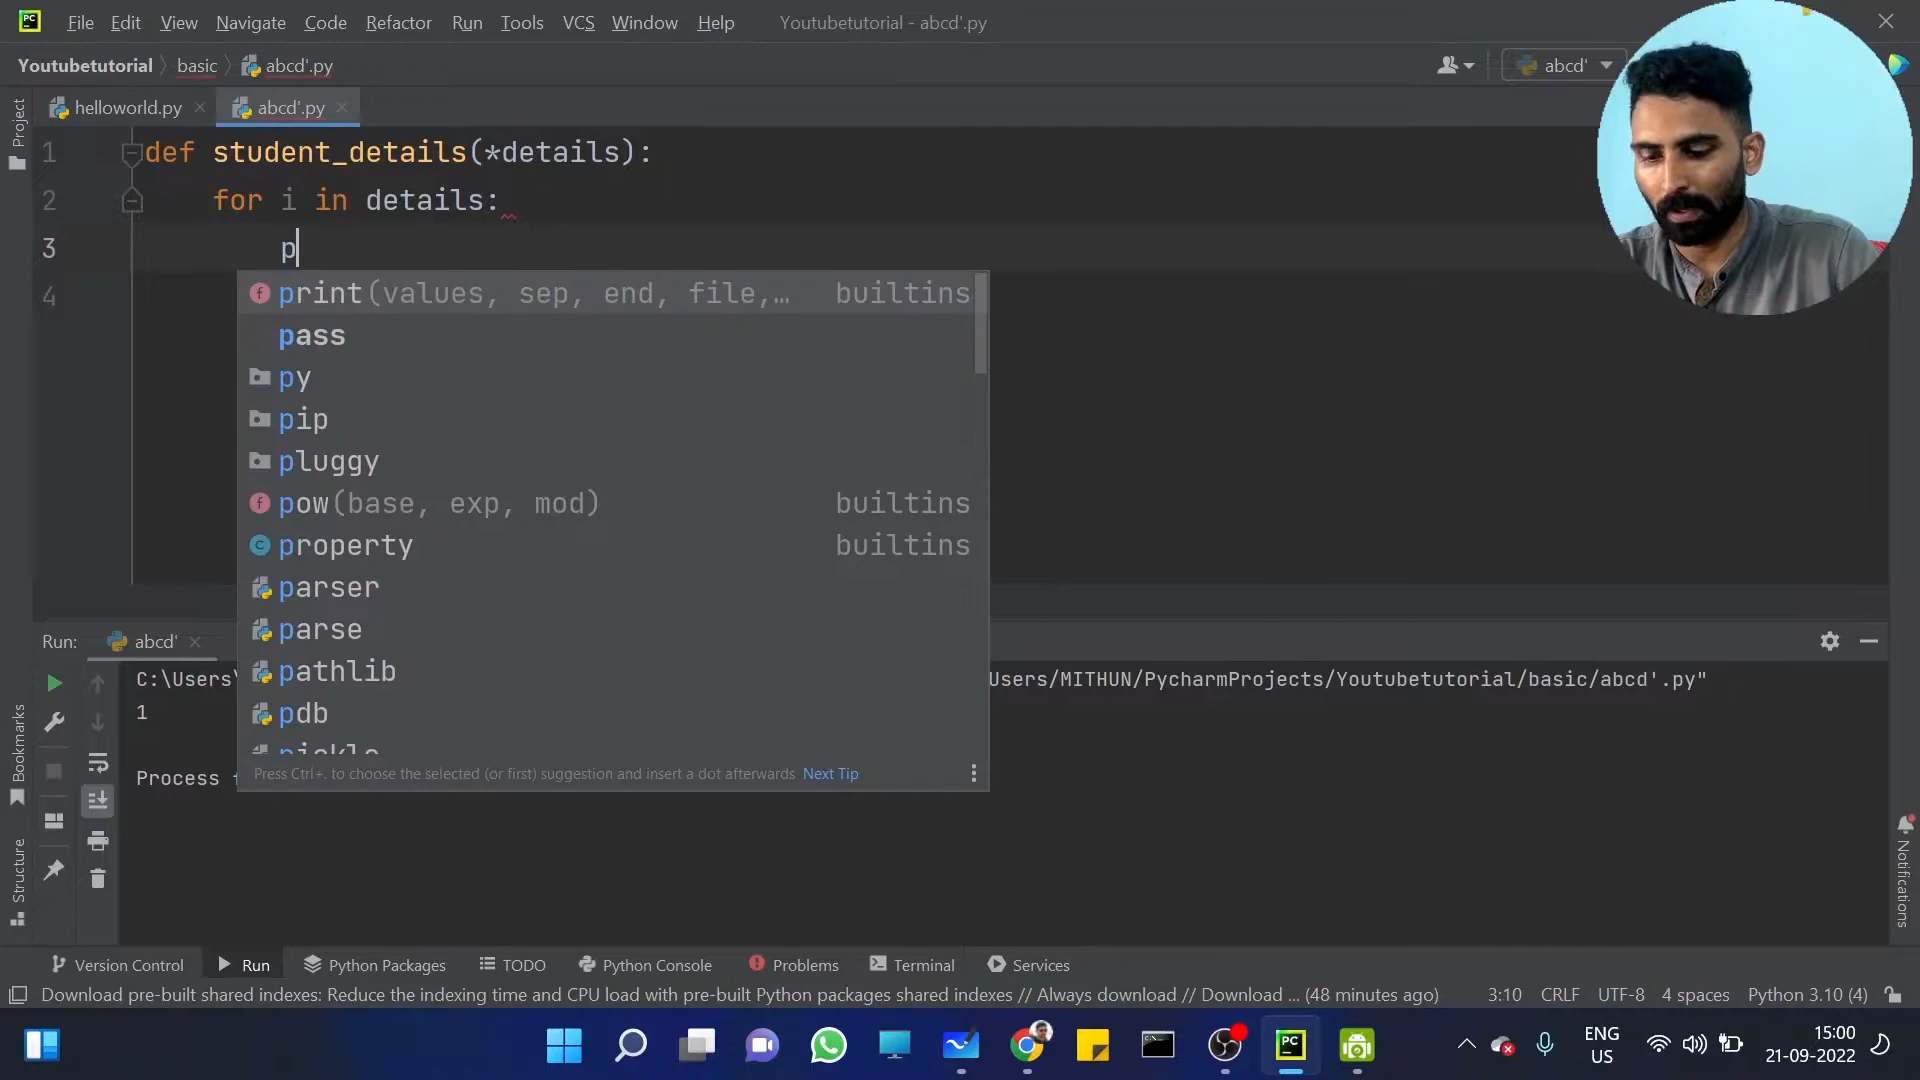 PC File Edit View Navigate Code Refactor Run Tools VCS Window Help Youtubetutorial - abcd'.py
Youtubetutorial basic abcd'.py abcd'
helloworld.py abcd'.py
Project
1 def student_details(*details):
2 for i in details:
3 p
4
print(values, sep, end, file,… builtins
pass
py
pip
pluggy
pow(base, exp, mod) builtins
property builtins
parser
parse
pathlib
pdb
Press Ctrl+. to choose the selected (or first) suggestion and insert a dot afterwards Next Tip
Run: abcd'
C:\Users\ Users/MITHUN/PycharmProjects/Youtubetutorial/basic/abcd'.py"
1
Process
Bookmarks
Structure
Notifications
Version Control Run Python Packages TODO Python Console Problems Terminal Services
Download pre-built shared indexes: Reduce the indexing time and CPU load with pre-built Python packages shared indexes // Always download // Download ... (48 minutes ago) 3:10 CRLF UTF-8 4 spaces Python 3.10 (4)
PC
ENG
US
15:00
21-09-2022